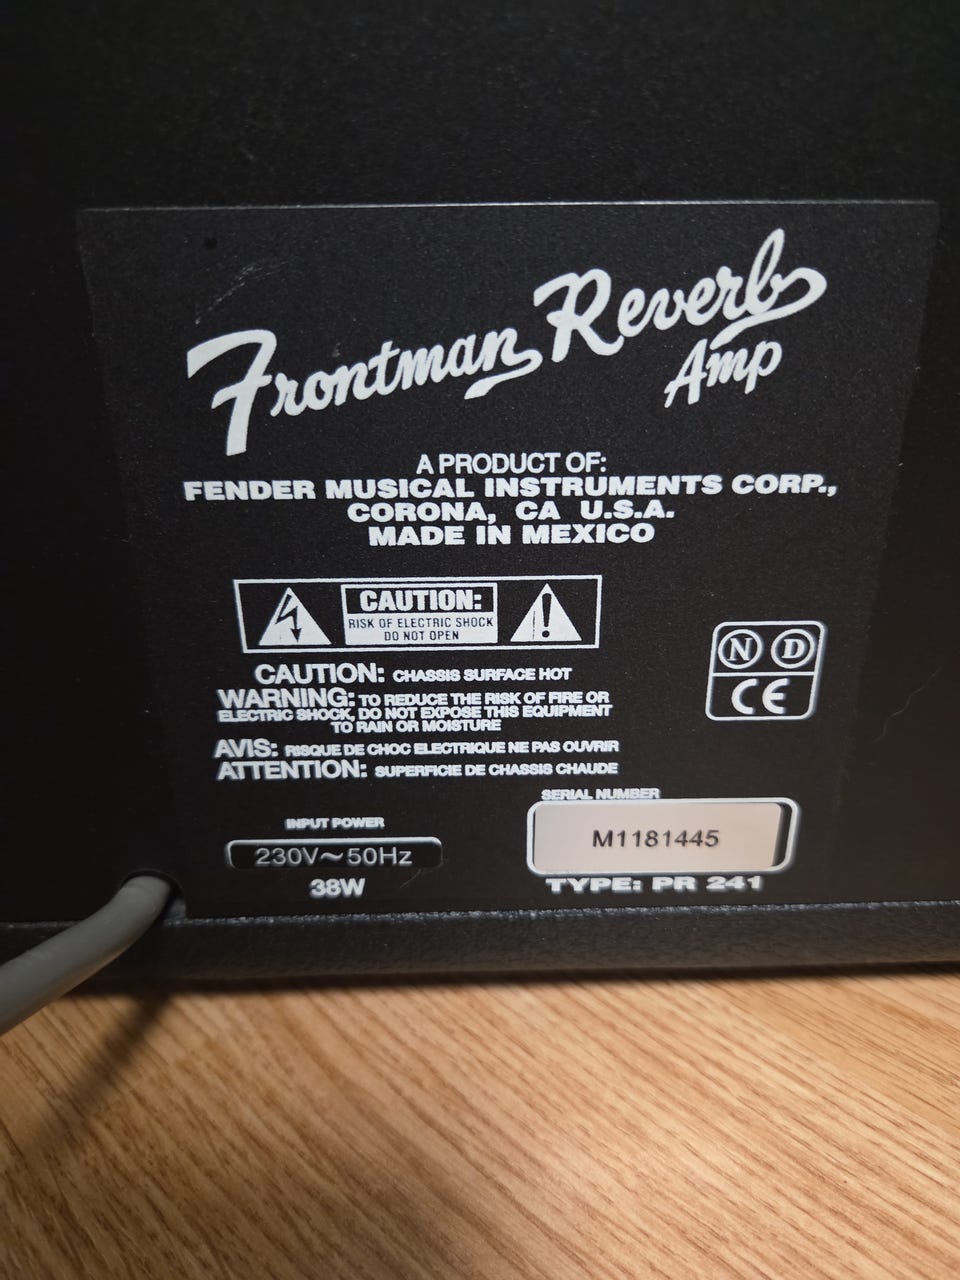 Frontman Reverb
Amp
A PRODUCT OF:
FENDER MUSICAL INSTRUMENTS CORP.,
CORONA, CA U.S.A.
MADE IN MEXICO
CAUTION:
RISK OF ELECTRIC SHOCK
DO NOT OPEN
N D
CE
CAUTION: CHASSIS SURFACE HOT
WARNING: TO REDUCE THE RISK OF FIRE OR
ELECTRIC SHOCK, DO NOT EXPOSE THIS EQUIPMENT
TO RAIN OR MOISTURE
AVIS: RISQUE DE CHOC ELECTRIQUE NE PAS OUVRIR
ATTENTION: SUPERFICIE DE CHASSIS CHAUDE
INPUT POWER
230V~50Hz
38W
SERIAL NUMBER
M1181445
TYPE: PR 241